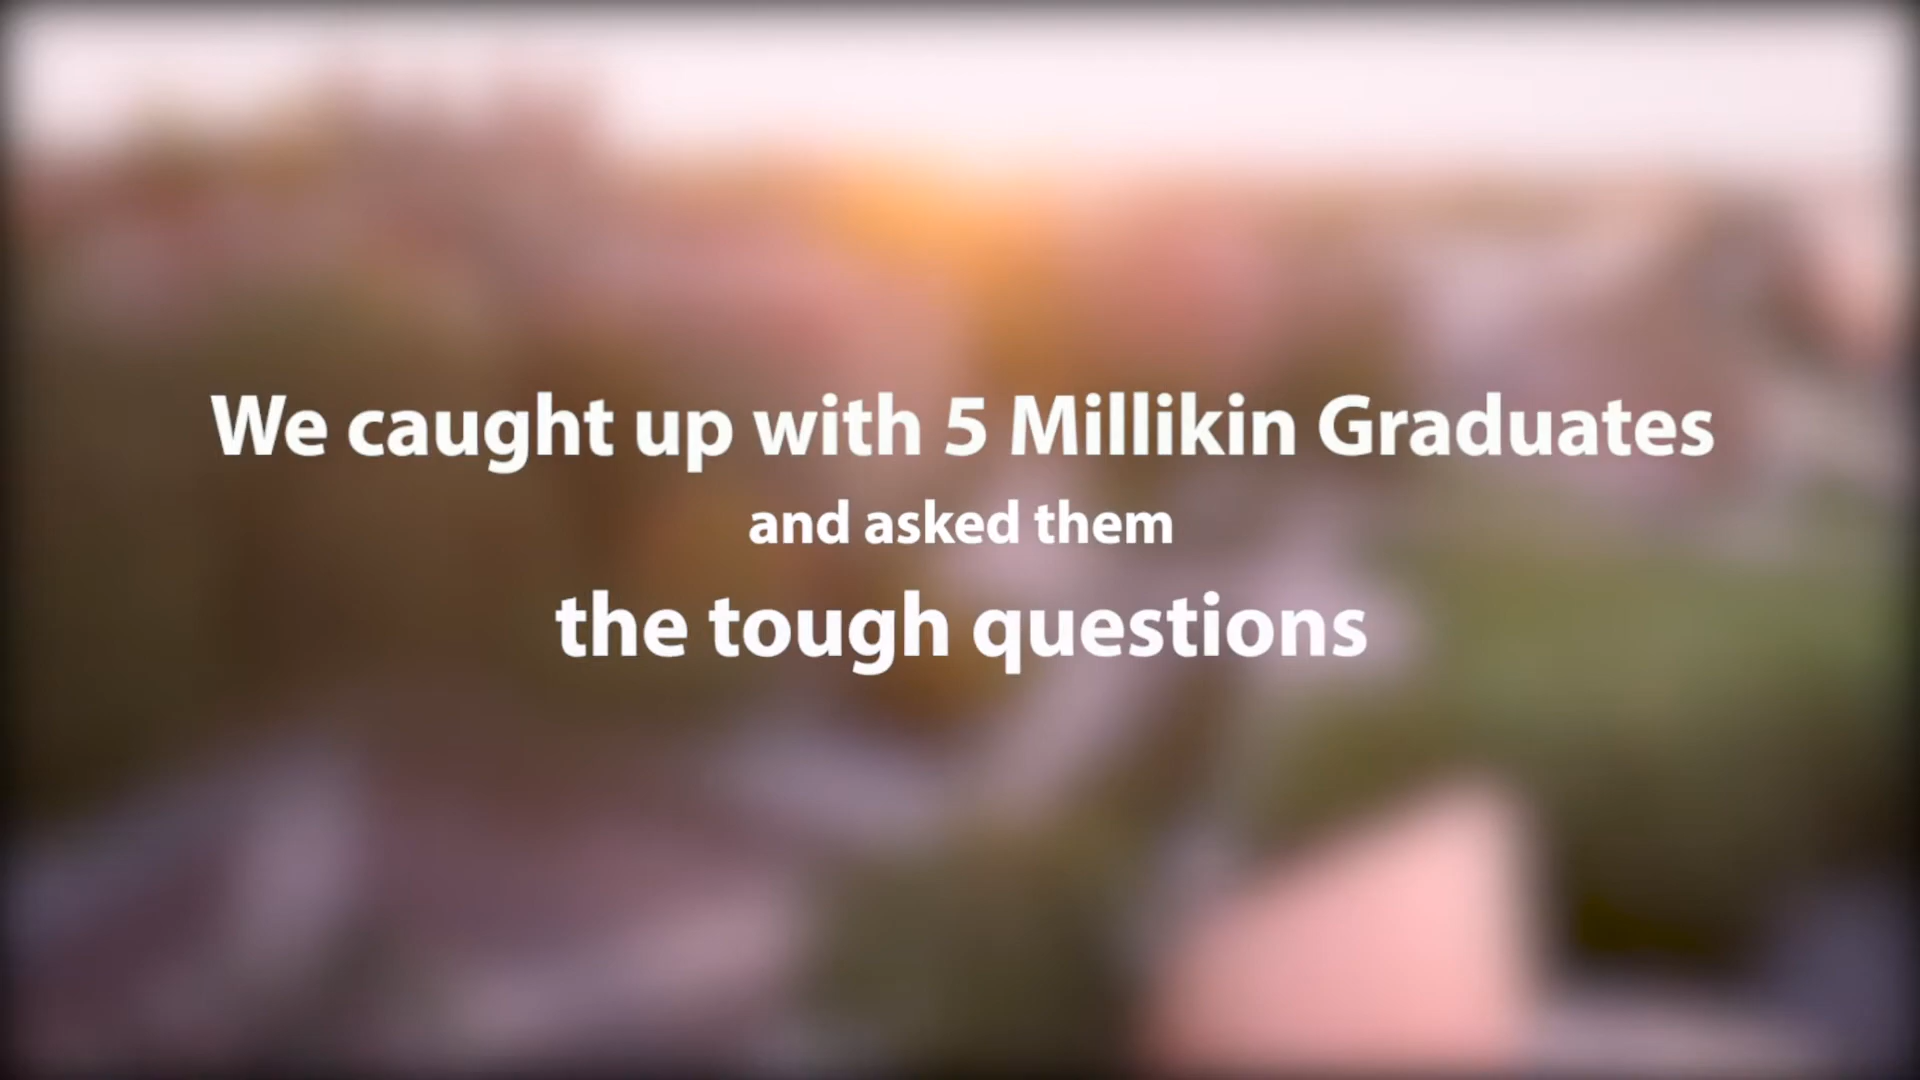 We caught up with 5 Millikin Graduates
and asked them
the tough questions